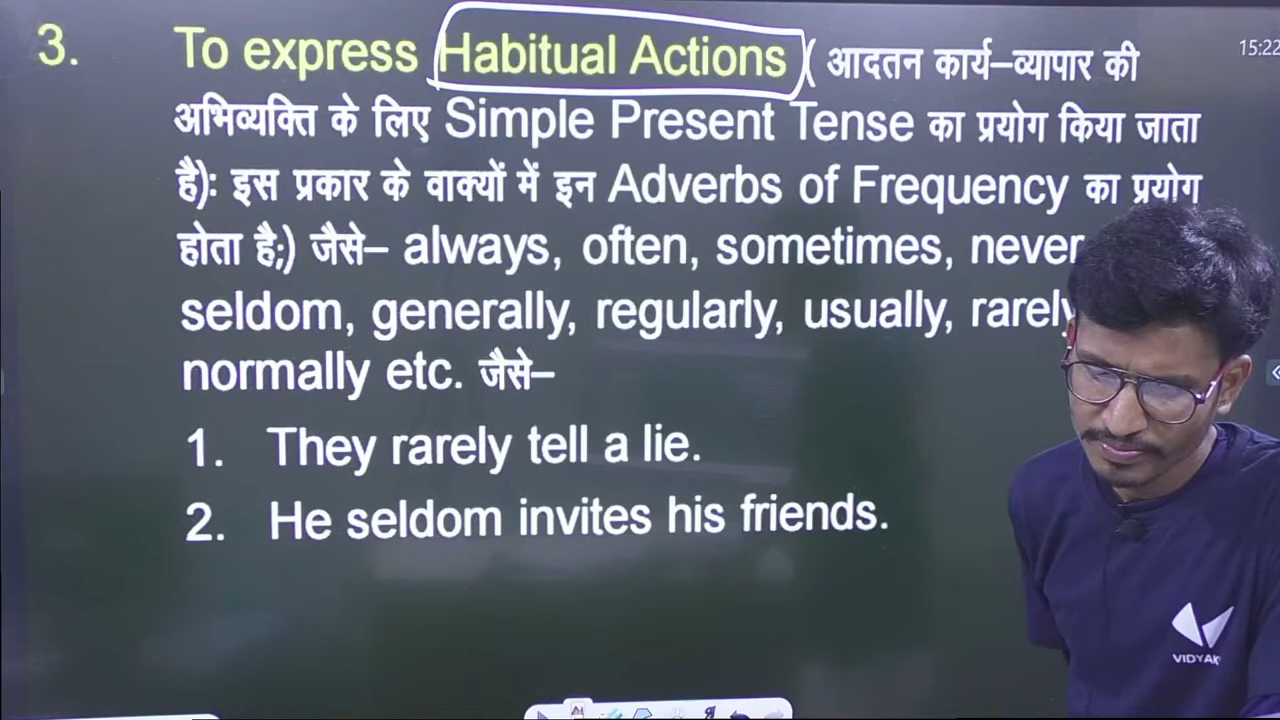 15:22
3. To express Habitual Actions ( आदतन कार्य–व्यापार की
अभिव्यक्ति के लिए Simple Present Tense का प्रयोग किया जाता
है): इस प्रकार के वाक्यों में इन Adverbs of Frequency का प्रयोग
होता है;) जैसे– always, often, sometimes, never
seldom, generally, regularly, usually, rarely
normally etc. जैसे–
1. They rarely tell a lie.
2. He seldom invites his friends.